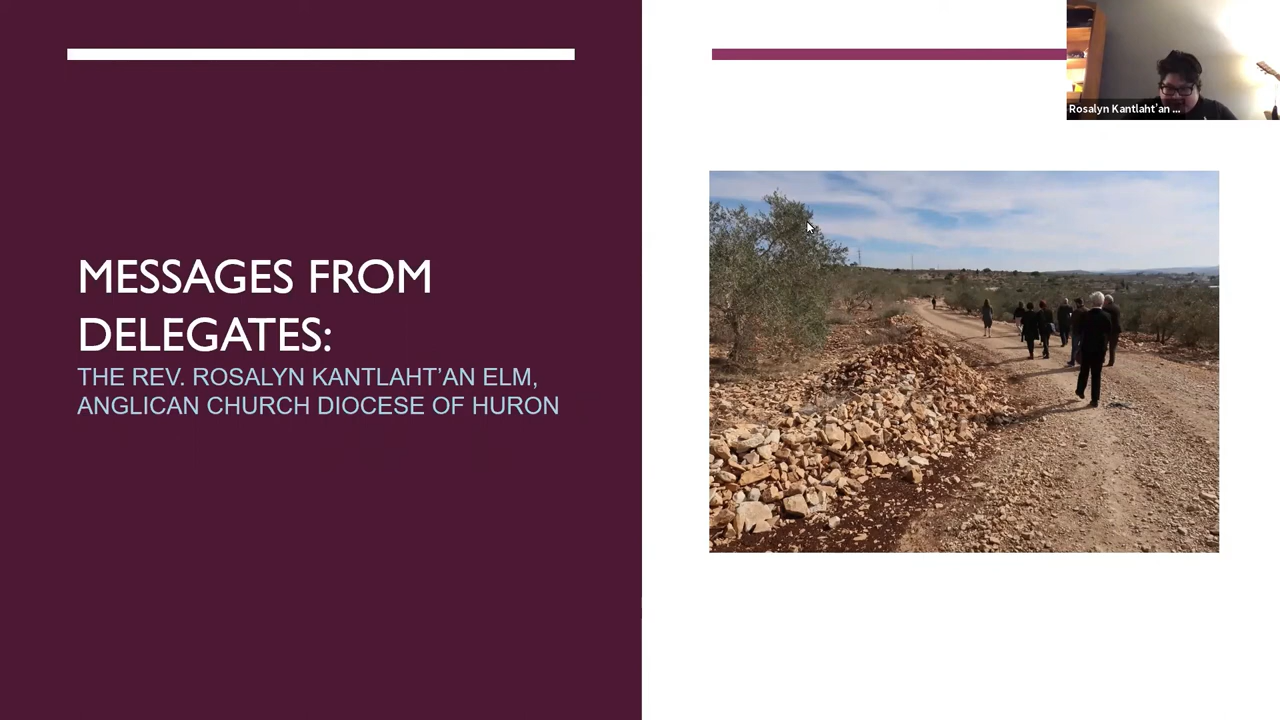 MESSAGES FROM
DELEGATES:
THE REV. ROSALYN KANTLAHT’AN ELM,
ANGLICAN CHURCH DIOCESE OF HURON
Rosalyn Kantlaht'an ...